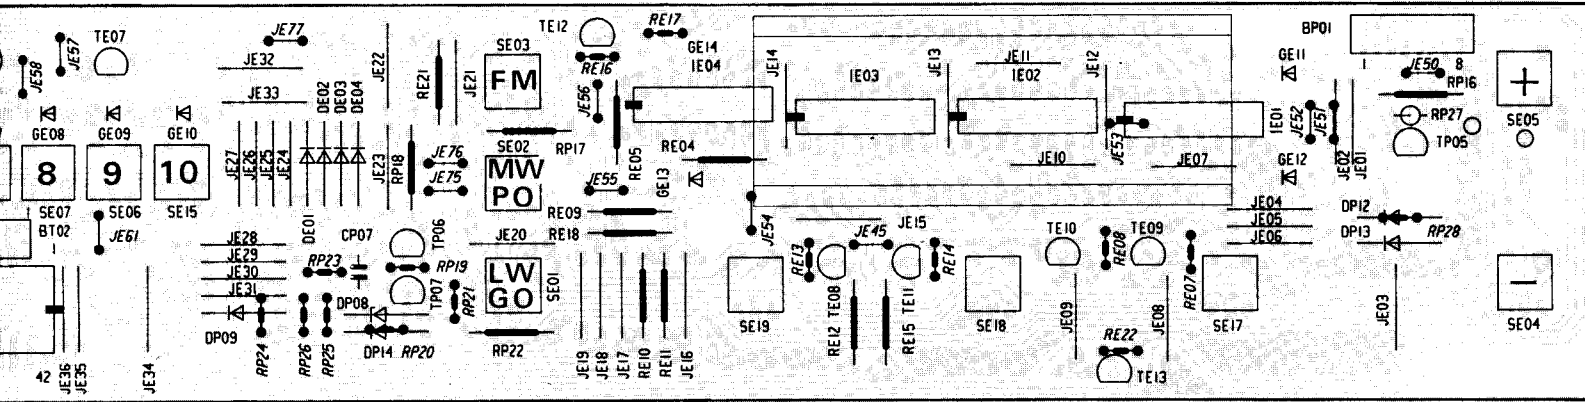 JE57
JE58
TE07
JE77
JE32
JE33
JE22
DE02
DE03
DE04
RE21
JE21
SE03
FM
TE12
RE17
RE16
GE14
IE04
JE14
IE03
JE13
JE11
IE02
JE12
GE11
BP01
1
8
JE50
RP16
+
SE05
GE08
GE09
GE10
JE56
RP27
TP05
IE01
JE52
JE51
JE53
8
9
10
JE27
JE26
JE25
JE24
JE23
RP18
JE76
JE75
SE02
MW
PO
RP17
RE05
RE04
GE13
JE10
JE07
GE12
JE02
JE01
SE07
SE06
SE15
BT02
1
JE61
JE55
RE09
RE18
JE54
JE15
JE45
JE04
JE05
JE06
DP12
DP13
RP28
JE28
JE29
JE30
JE31
DE01
CP07
TP06
RP23
RP19
TP07
RP21
JE20
LW
GO
SE01
RE13
RE14
TE10
RE08
TE09
RE07
DP09
DP08
DP14
RP20
RP24
RP26
RP25
RP22
SE19
TE08
TE11
RE12
RE15
SE18
JE09
JE08
SE17
JE03
−
SE04
42
JE36
JE35
JE34
JE19
JE18
JE17
RE10
RE11
JE16
RE22
TE13